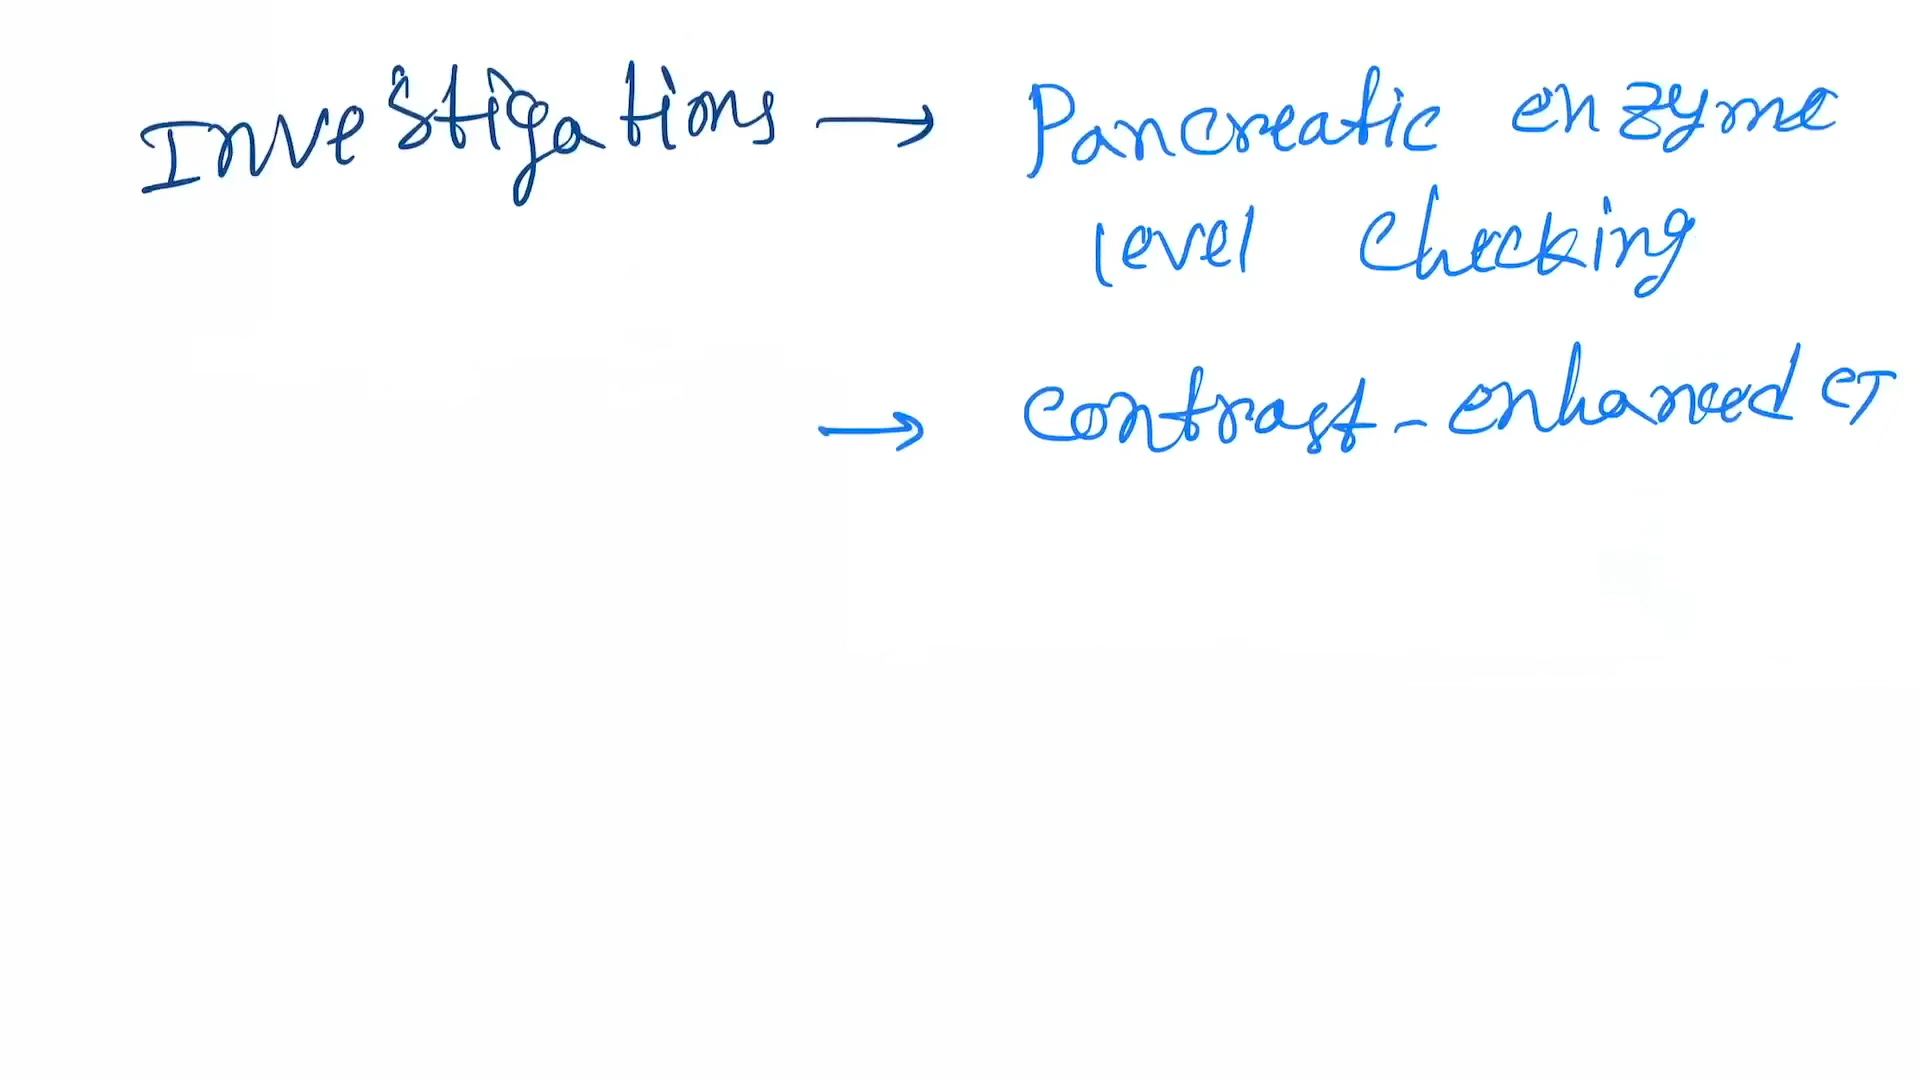 Investigations → Pancreatic enzyme
level checking
→ contrast-enhanced CT